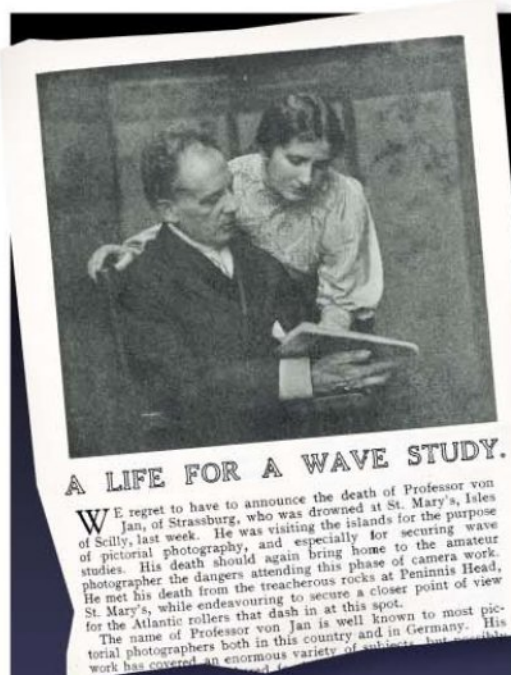 A LIFE FOR A WAVE STUDY.
WE regret to have to announce the death of Professor von
Jan, of Strassburg, who was drowned at St. Mary's, Isles
of Scilly, last week. He was visiting the islands for the purpose
of pictorial photography, and especially for securing wave
studies. His death should again bring home to the amateur
photographer the dangers attending this phase of camera work.
He met his death from the treacherous rocks at Peninnis Head,
St. Mary's, while endeavouring to secure a closer point of view
for the Atlantic rollers that dash in at this spot.
The name of Professor von Jan is well known to most pic-
torial photographers both in this country and in Germany. His
work has covered an enormous variety of subjects, but possibly